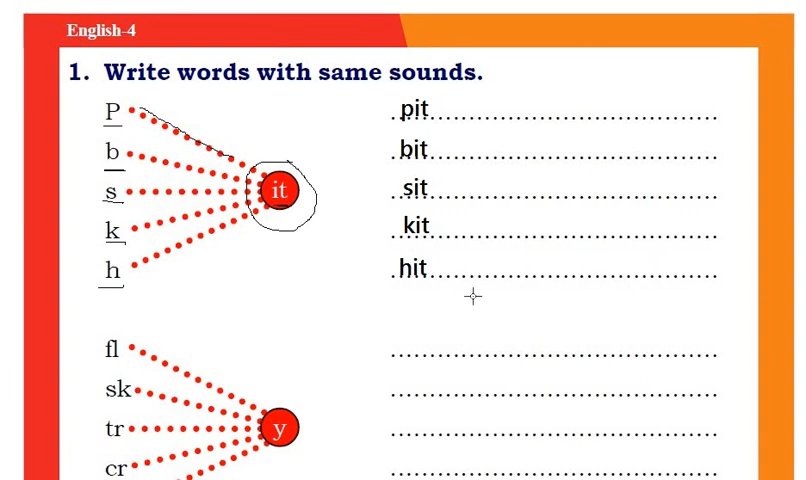 English-4
1. Write words with same sounds.
P pit
b bit
s it sit
k kit
h hit
fl
sk
tr y
cr